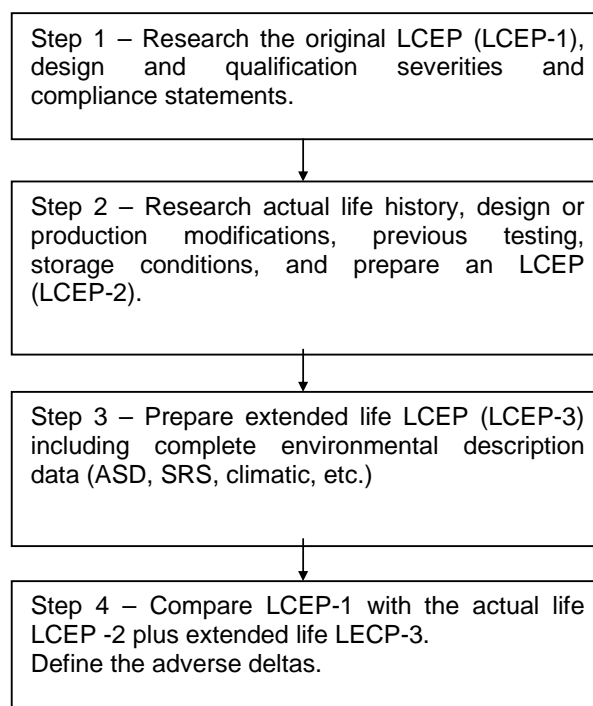 Step 1 – Research the original LCEP (LCEP-1),
design and qualification severities and
compliance statements.
Step 2 – Research actual life history, design or
production modifications, previous testing,
storage conditions, and prepare an LCEP
(LCEP-2).
Step 3 – Prepare extended life LCEP (LCEP-3)
including complete environmental description
data (ASD, SRS, climatic, etc.)
Step 4 – Compare LCEP-1 with the actual life
LCEP -2 plus extended life LECP-3.
Define the adverse deltas.